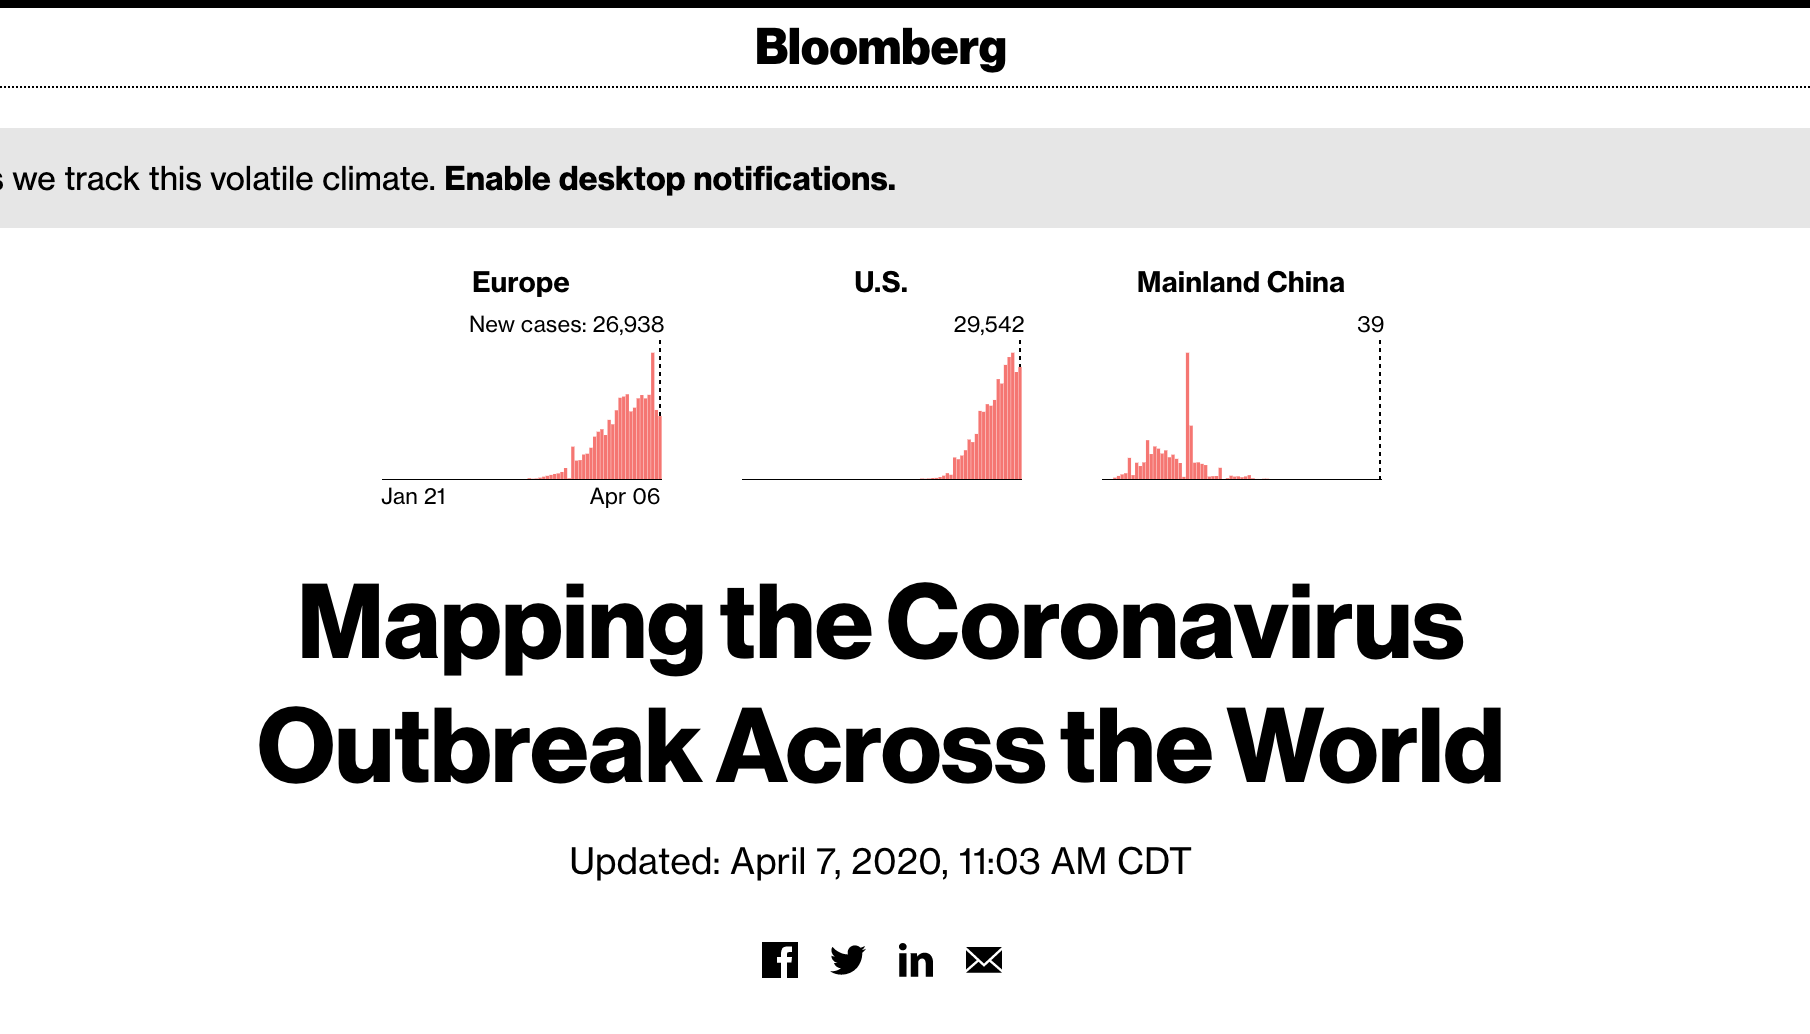 Bloomberg
we track this volatile climate. Enable desktop notifications.
Europe
New cases: 26,938
Jan 21 Apr 06
U.S.
29,542
Mainland China
39
Mapping the Coronavirus
Outbreak Across the World
Updated: April 7, 2020, 11:03 AM CDT